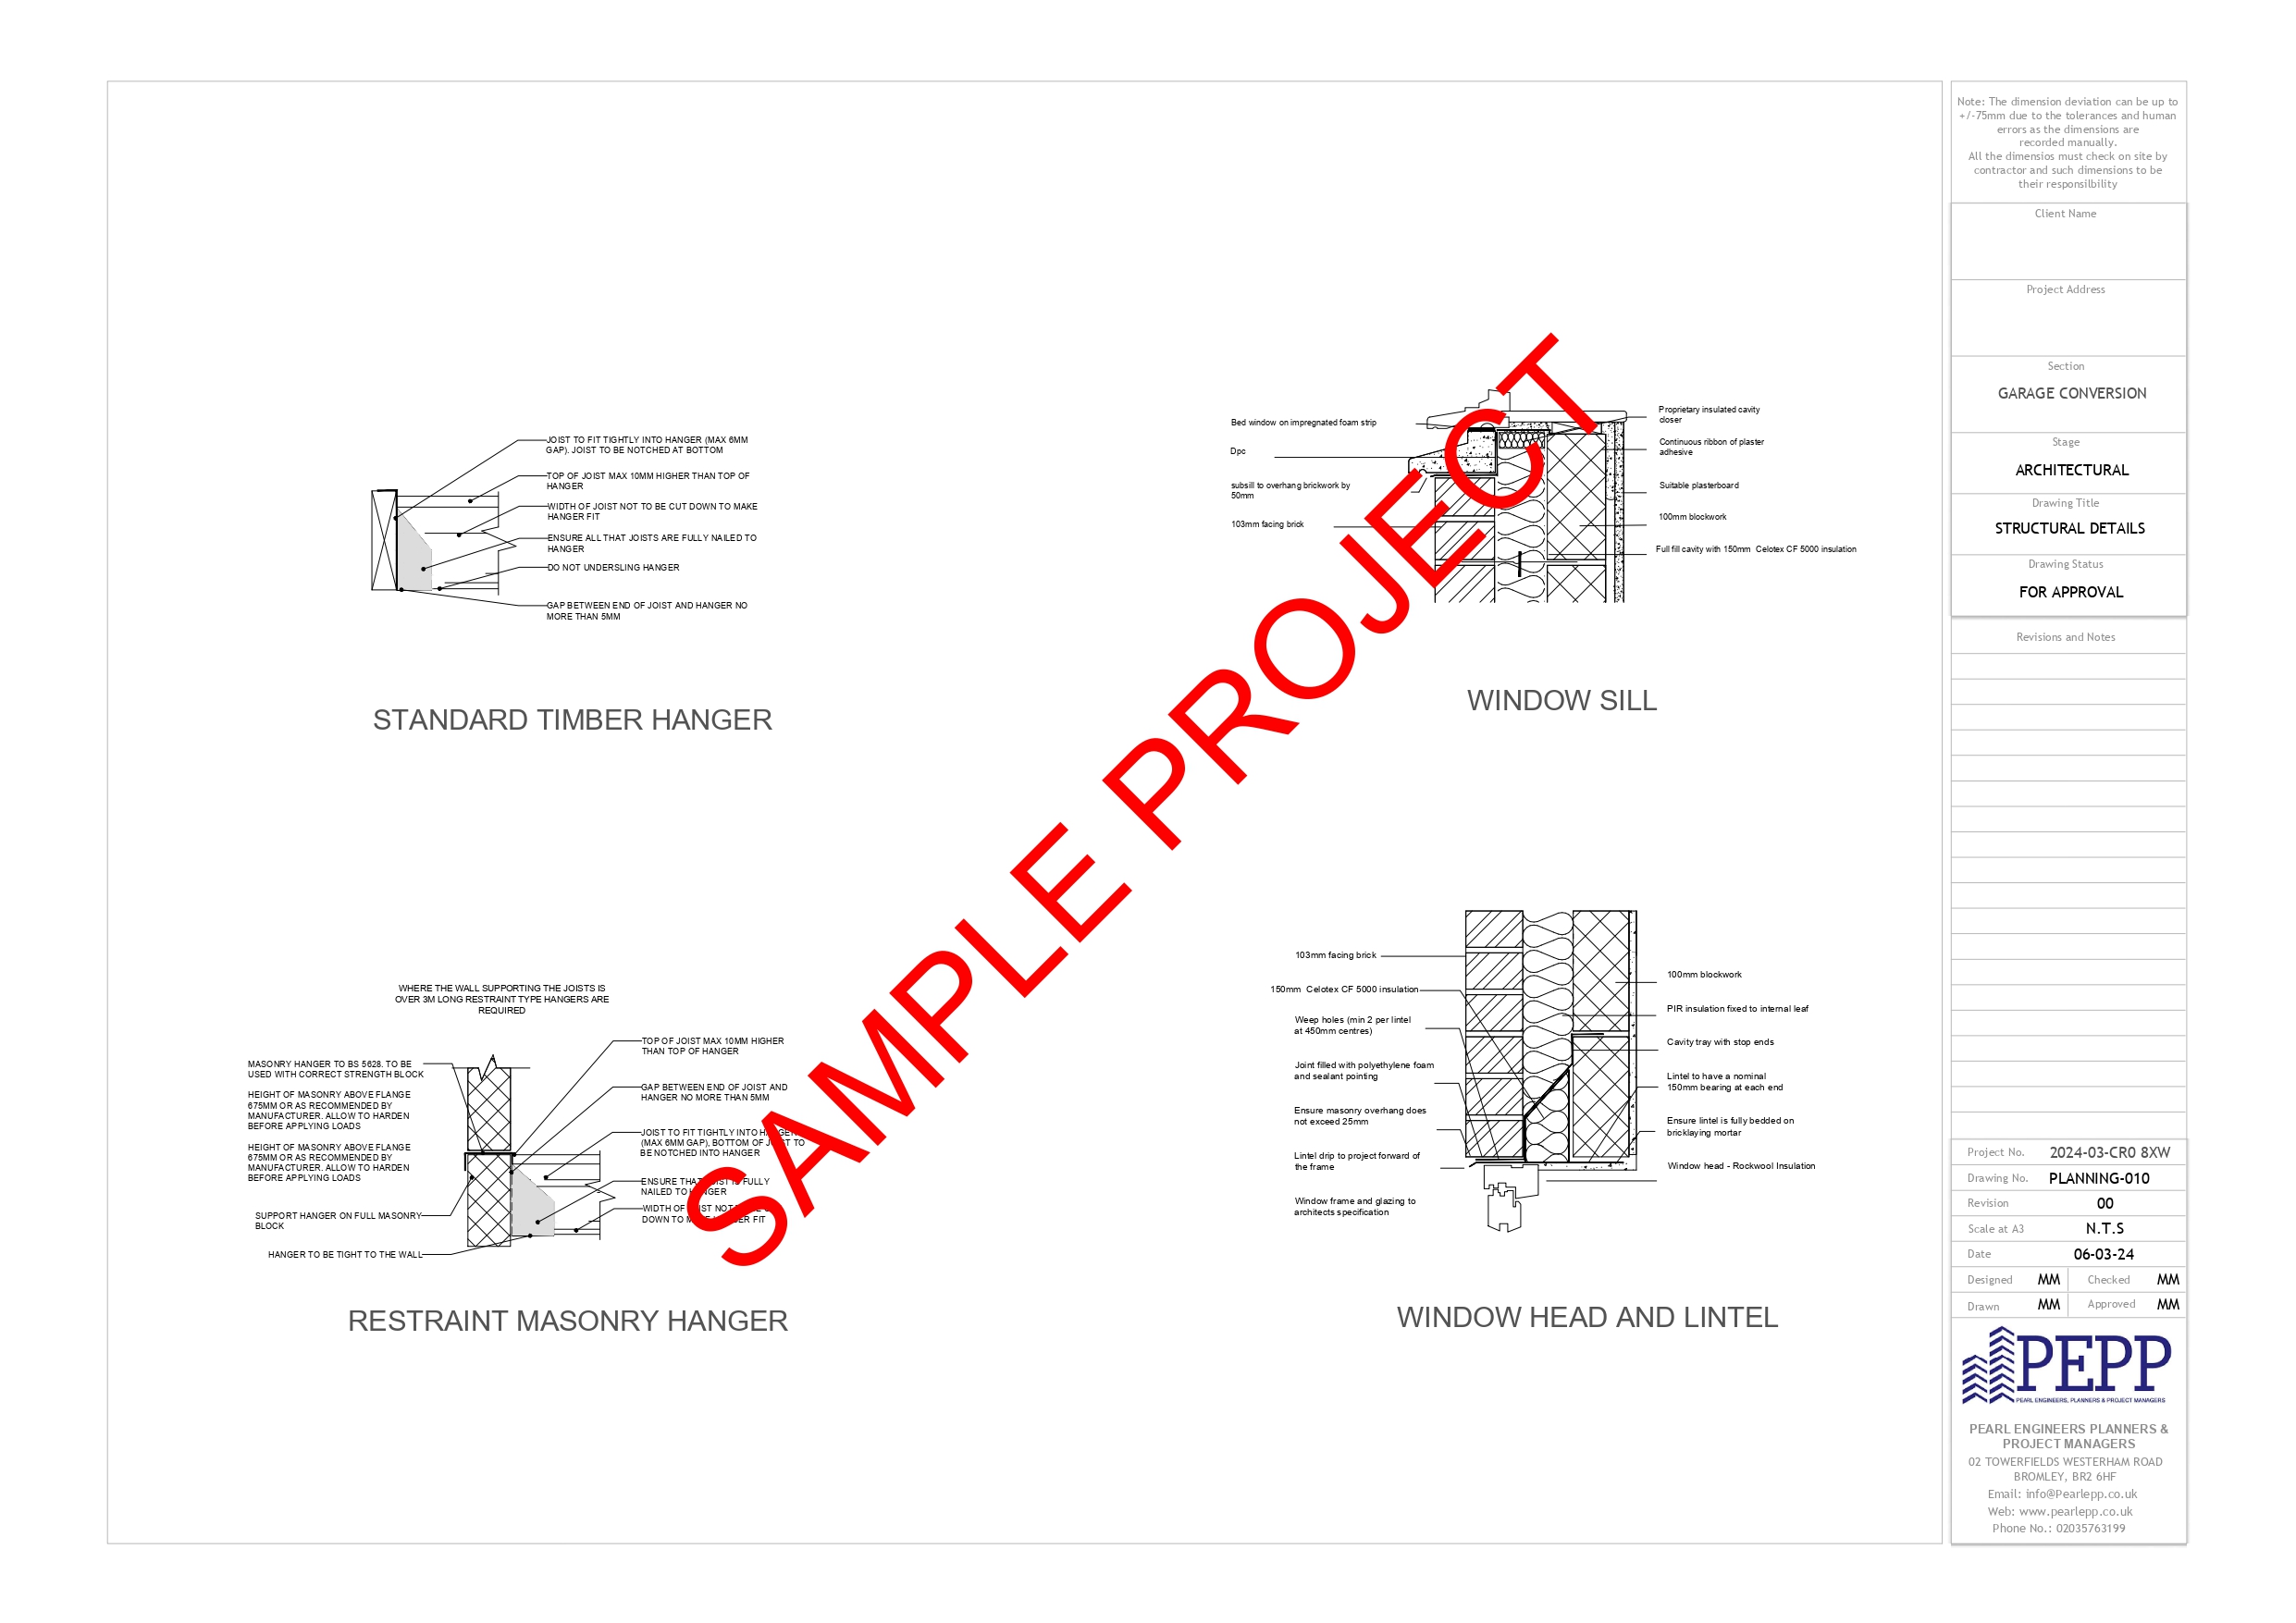 JOIST TO FIT TIGHTLY INTO HANGER (MAX 6MM
GAP). JOIST TO BE NOTCHED AT BOTTOM
TOP OF JOIST MAX 10MM HIGHER THAN TOP OF
HANGER
WIDTH OF JOIST NOT TO BE CUT DOWN TO MAKE
HANGER FIT
ENSURE ALL THAT JOISTS ARE FULLY NAILED TO
HANGER
DO NOT UNDERSLING HANGER
GAP BETWEEN END OF JOIST AND HANGER NO
MORE THAN 5MM
STANDARD TIMBER HANGER
Bed window on impregnated foam strip
Dpc
subsill to overhang brickwork by
50mm
103mm facing brick
Proprietary insulated cavity
closer
Continuous ribbon of plaster
adhesive
Suitable plasterboard
100mm blockwork
Full fill cavity with 150mm Celotex CF 5000 insulation
WINDOW SILL
SAMPLE PROJECT
WHERE THE WALL SUPPORTING THE JOISTS IS
OVER 3M LONG RESTRAINT TYPE HANGERS ARE
REQUIRED
MASONRY HANGER TO BS 5628. TO BE
USED WITH CORRECT STRENGTH BLOCK
HEIGHT OF MASONRY ABOVE FLANGE
675MM OR AS RECOMMENDED BY
MANUFACTURER. ALLOW TO HARDEN
BEFORE APPLYING LOADS
HEIGHT OF MASONRY ABOVE FLANGE
675MM OR AS RECOMMENDED BY
MANUFACTURER. ALLOW TO HARDEN
BEFORE APPLYING LOADS
SUPPORT HANGER ON FULL MASONRY
BLOCK
HANGER TO BE TIGHT TO THE WALL
TOP OF JOIST MAX 10MM HIGHER
THAN TOP OF HANGER
GAP BETWEEN END OF JOIST AND
HANGER NO MORE THAN 5MM
JOIST TO FIT TIGHTLY INTO HANGER
(MAX 6MM GAP), BOTTOM OF JOIST TO
BE NOTCHED INTO HANGER
ENSURE THAT JOIST IS FULLY
NAILED TO HANGER
WIDTH OF JOIST NOT
DOWN TO HANGER FIT
RESTRAINT MASONRY HANGER
103mm facing brick
150mm Celotex CF 5000 insulation
Weep holes (min 2 per lintel
at 450mm centres)
Joint filled with polyethylene foam
and sealant pointing
Ensure masonry overhang does
not exceed 25mm
Lintel drip to project forward of
the frame
Window frame and glazing to
architects specification
100mm blockwork
PIR insulation fixed to internal leaf
Cavity tray with stop ends
Lintel to have a nominal
150mm bearing at each end
Ensure lintel is fully bedded on
bricklaying mortar
Window head - Rockwool Insulation
WINDOW HEAD AND LINTEL
Note: The dimension deviation can be up to
+/-75mm due to the tolerances and human
errors as the dimensions are
recorded manually.
All the dimensios must check on site by
contractor and such dimensions to be
their responsilbility
Client Name
Project Address
Section
GARAGE CONVERSION
Stage
ARCHITECTURAL
Drawing Title
STRUCTURAL DETAILS
Drawing Status
FOR APPROVAL
Revisions and Notes
Project No. 2024-03-CR0 8XW
Drawing No. PLANNING-010
Revision 00
Scale at A3 N.T.S
Date 06-03-24
Designed MM Checked MM
Drawn MM Approved MM
PEPP
PEARL ENGINEERS, PLANNERS & PROJECT MANAGERS
PEARL ENGINEERS PLANNERS &
PROJECT MANAGERS
02 TOWERFIELDS WESTERHAM ROAD
BROMLEY, BR2 6HF
Email: info@Pearlepp.co.uk
Web: www.pearlepp.co.uk
Phone No.: 02035763199